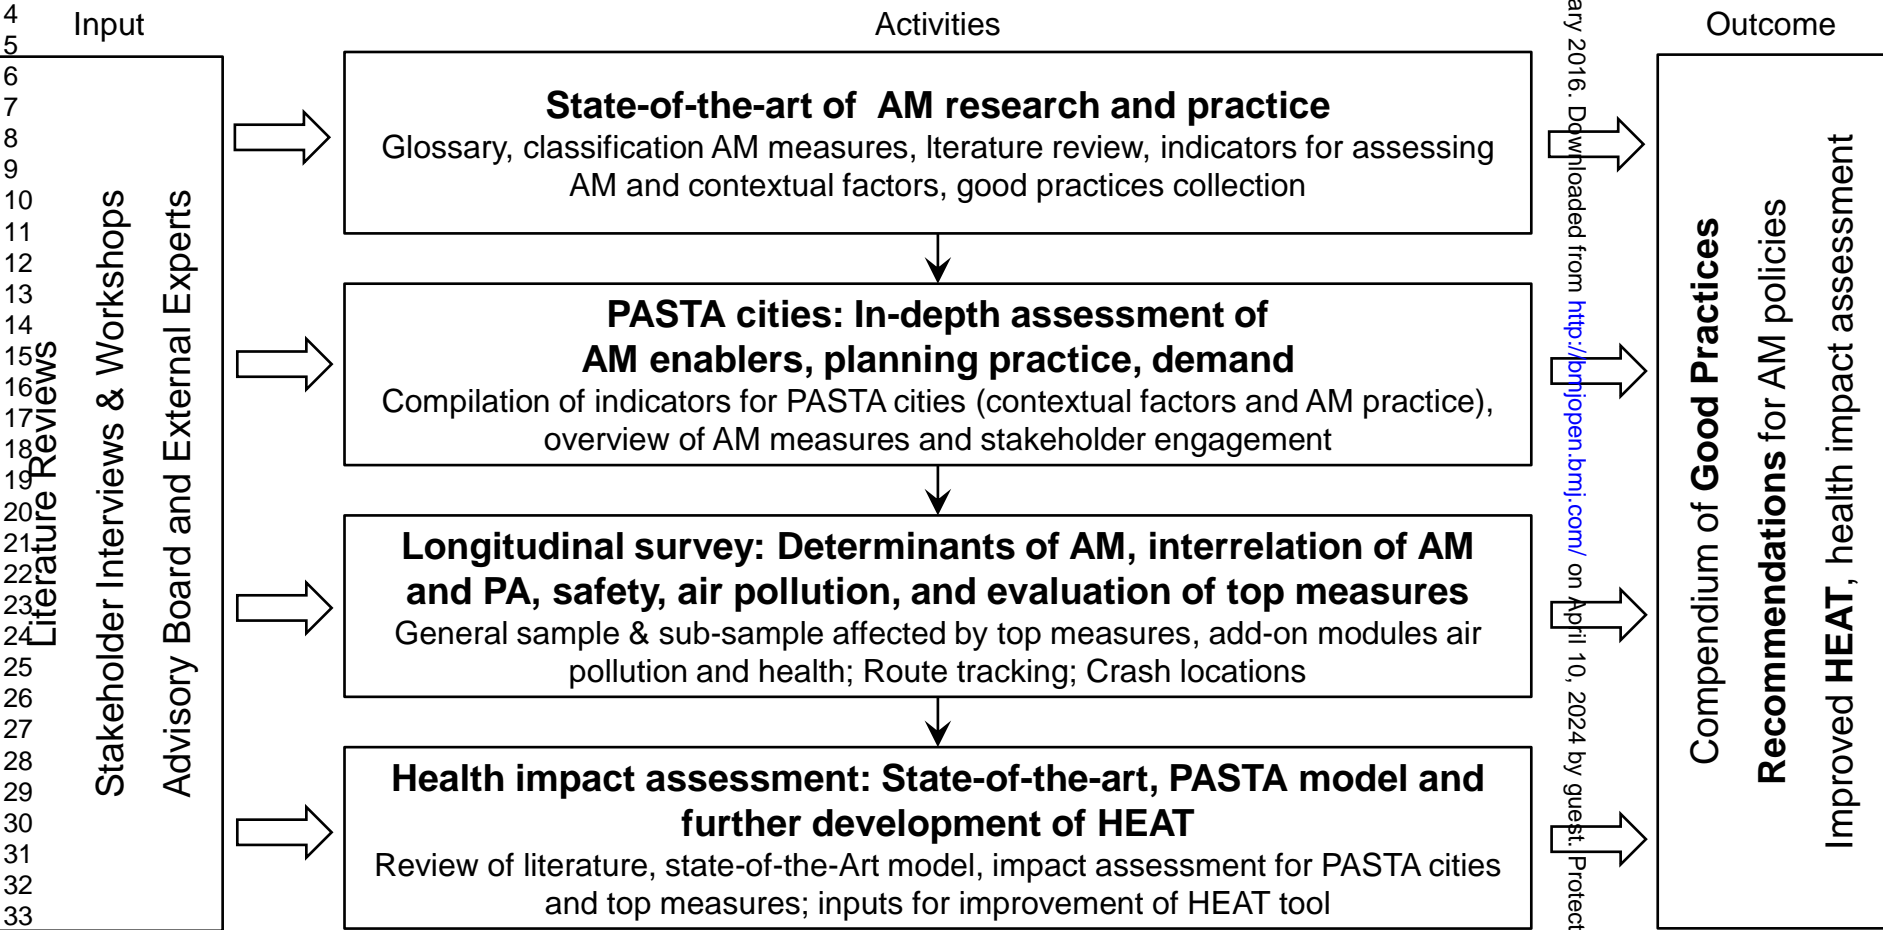 4
5
6
7
8
9
10
11
12
13
14
15
16
17
18
19
20
21
22
23
24
25
26
27
28
29
30
31
32
33
Input
Literature Reviews
Stakeholder Interviews & Workshops
Advisory Board and External Experts
Activities
State-of-the-art of AM research and practice
Glossary, classification AM measures, lterature review, indicators for assessing
AM and contextual factors, good practices collection
PASTA cities: In-depth assessment of
AM enablers, planning practice, demand
Compilation of indicators for PASTA cities (contextual factors and AM practice),
overview of AM measures and stakeholder engagement
Longitudinal survey: Determinants of AM, interrelation of AM
and PA, safety, air pollution, and evaluation of top measures
General sample & sub-sample affected by top measures, add-on modules air
pollution and health; Route tracking; Crash locations
Health impact assessment: State-of-the-art, PASTA model and
further development of HEAT
Review of literature, state-of-the-Art model, impact assessment for PASTA cities
and top measures; inputs for improvement of HEAT tool
ary 2016. Downloaded from http://bmjopen.bmj.com/ on April 10, 2024 by guest. Protect
Outcome
Compendium of Good Practices
Recommendations for AM policies
Improved HEAT, health impact assessment